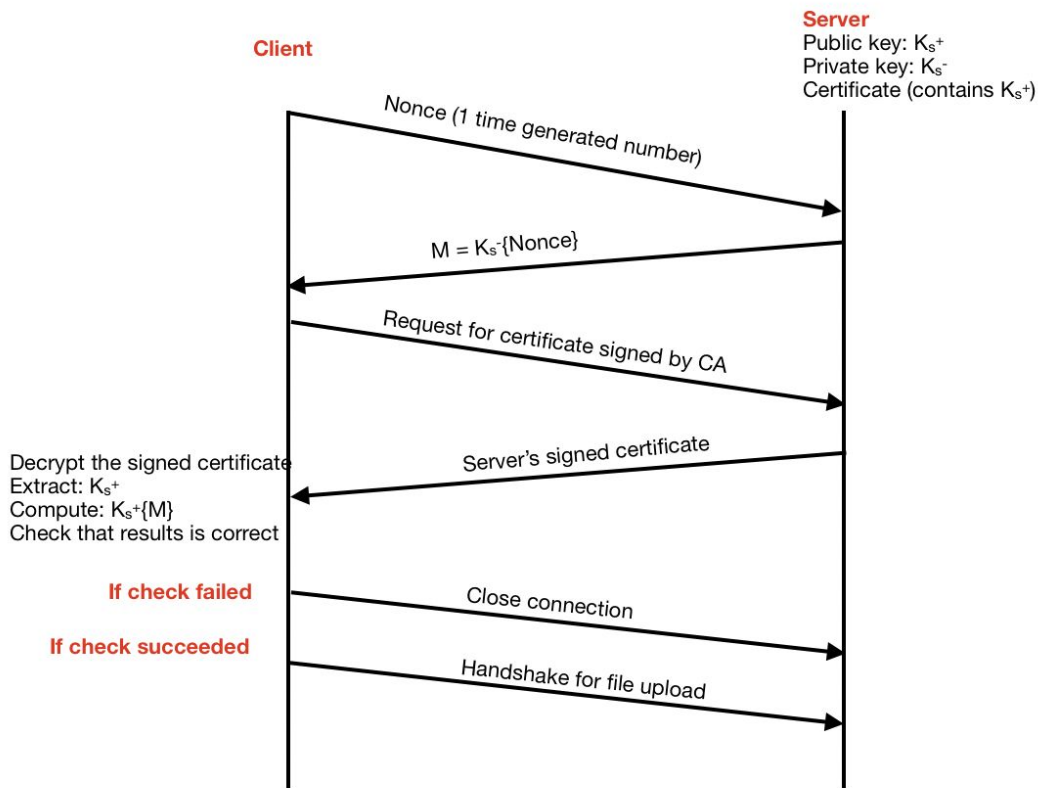 Client
Server
Public key: Kₛ⁺
Private key: Kₛ⁻
Certificate (contains Kₛ⁺)
Nonce (1 time generated number)
M = Kₛ⁻{Nonce}
Request for certificate signed by CA
Server’s signed certificate
Decrypt the signed certificate
Extract: Kₛ⁺
Compute: Kₛ⁺{M}
Check that results is correct
If check failed
Close connection
If check succeeded
Handshake for file upload